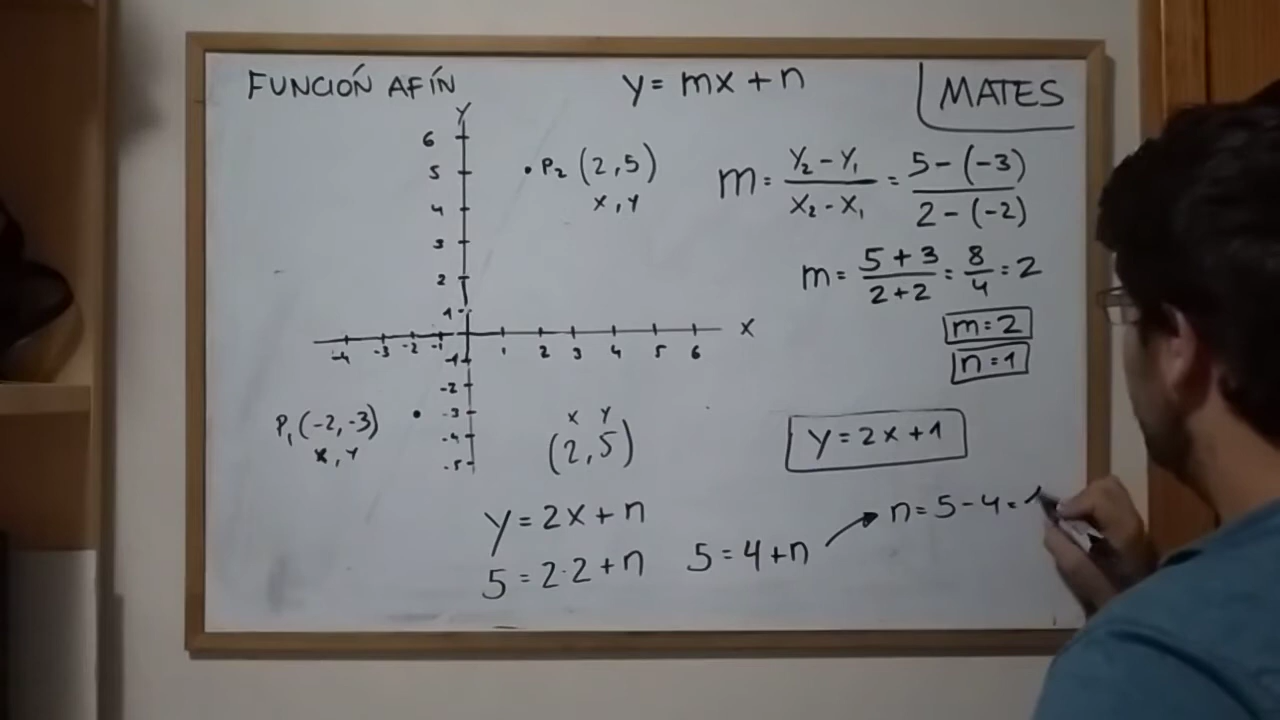 FUNCIÓN AFÍN
y = mx + n
MATES
Y
6
5
4
3
2
1
-4 -3 -2 -1
1 2 3 4 5 6
X
-1
-2
-3
-4
-5
P2 (2,5)
X, Y
P1 (-2,-3)
X, Y
m = (Y2 - Y1)/(X2 - X1) = (5 - (-3))/(2 - (-2))
m = (5 + 3)/(2 + 2) = 8/4 = 2
m = 2
n = 1
X Y
(2,5)
y = 2x + 1
y = 2x + n
5 = 2·2 + n
5 = 4 + n
n = 5 - 4 = 1